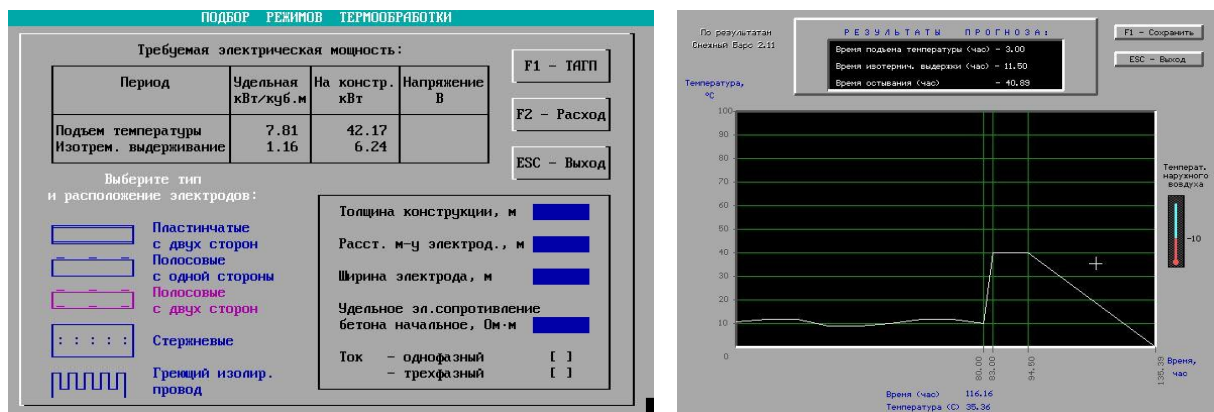 ПОДБОР РЕЖИМОВ ТЕРМООБРАБОТКИ
Требуемая электрическая мощность:
Период
Удельная кВт/куб.м
На констр. кВт
Напряжение В
Подъем температуры 7.81 42.17
Изотрем. выдерживание 1.16 6.24
F1 - ТАГП
F2 - Расход
ESC - Выход
Выберите тип
и расположение электродов:
Пластинчатые
с двух сторон
Полосовые
с одной стороны
Полосовые
с двух сторон
Стержневые
Греющий изолир.
провод
Толщина конструкции, м
Расст. м-у электрод., м
Ширина электрода, м
Удельное эл.сопротивление
бетона начальное, Ом·м
Ток - однофазный [ ]
- трехфазный [ ]
По результатам
Снежный Барс 2.11
РЕЗУЛЬТАТЫ ПРОГНОЗА:
Время подъема температуры (час) - 3.00
Время изотермич. выдержки (час) - 11.50
Время остывания (час) - 40.89
F1 - Сохранить
ESC - Выход
Температура,
°C
100
90
80
70
60
50
40
30
20
10
0
80.00
83.00
94.50
135.39
Время,
час
Температ.
наружного
воздуха
-10
Время (час) 116.16
Температура (C) 35.36